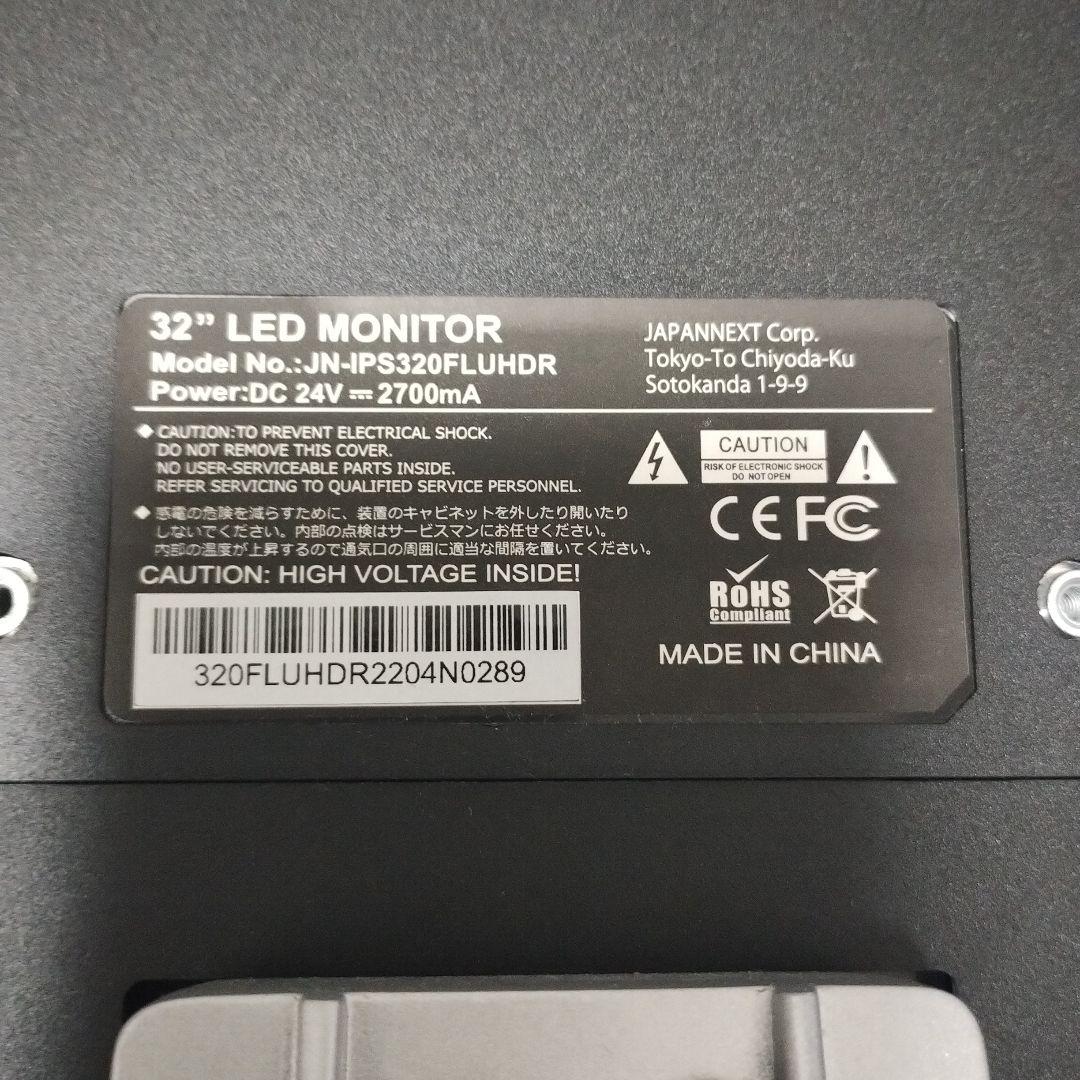 32” LED MONITOR
Model No.:JN-IPS320FLUHDR
Power:DC 24V ⎓ 2700mA
JAPANNEXT Corp.
Tokyo-To Chiyoda-Ku
Sotokanda 1-9-9
◆ CAUTION:TO PREVENT ELECTRICAL SHOCK.
DO NOT REMOVE THIS COVER.
NO USER-SERVICEABLE PARTS INSIDE.
REFER SERVICING TO QUALIFIED SERVICE PERSONNEL.
◆ 感電の危険を減らすために、装置のキャビネットを外したり開いたり
しないでください。内部の点検はサービスマンにお任せください。
内部の温度が上昇するので通気口の周囲に適当な間隔を置いてください。
CAUTION: HIGH VOLTAGE INSIDE!
320FLUHDR2204N0289
CAUTION
RISK OF ELECTRONIC SHOCK
DO NOT OPEN
CE FC
RoHS
Compliant
MADE IN CHINA